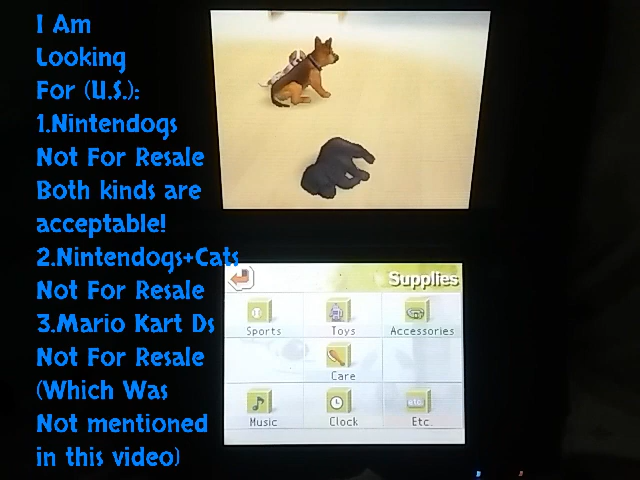 I Am
Looking
For (U.S.):
1.Nintendogs
Not For Resale
Both kinds are
acceptable!
2.Nintendogs+Cats
Not For Resale
3.Mario Kart Ds
Not For Resale
(Which Was
Not mentioned
in this video)
Supplies
Sports Toys Accessories
Care
Music Clock Etc.
etc.